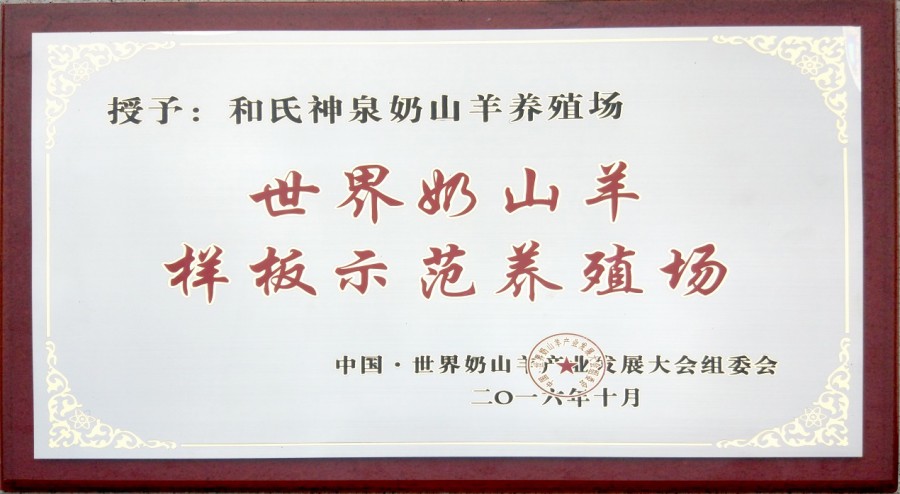 授予：和氏神泉奶山羊养殖场
世界奶山羊
样板示范养殖场
中国·世界奶山羊产业发展大会组委会
二〇一六年十月